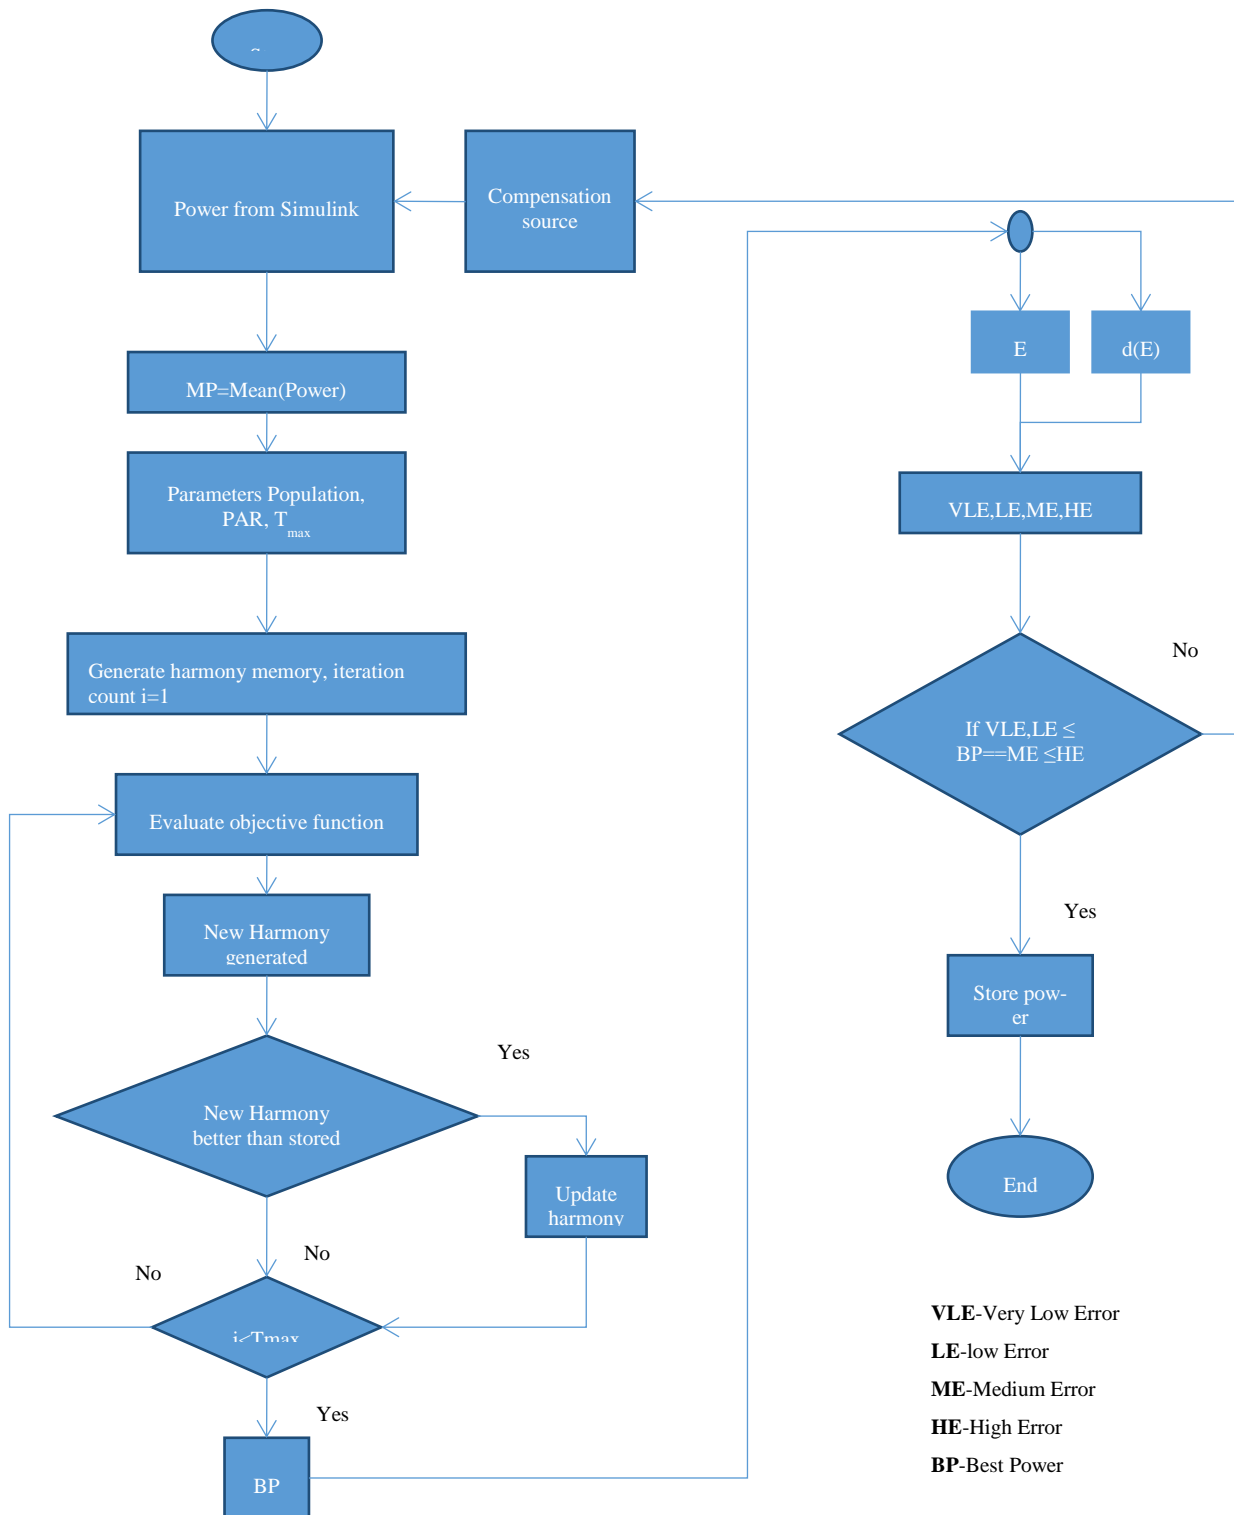 Power from Simulink
Compensation
source
MP=Mean(Power)
Parameters Population,
PAR, Tmax
Generate harmony memory, iteration
count i=1
Evaluate objective function
New Harmony
generated
Yes
New Harmony
better than stored
Update
harmony
No
No
i<Tmax
Yes
BP
E
d(E)
VLE,LE,ME,HE
No
If VLE,LE ≤
BP==ME ≤HE
Yes
Store pow-
er
End
VLE-Very Low Error
LE-low Error
ME-Medium Error
HE-High Error
BP-Best Power